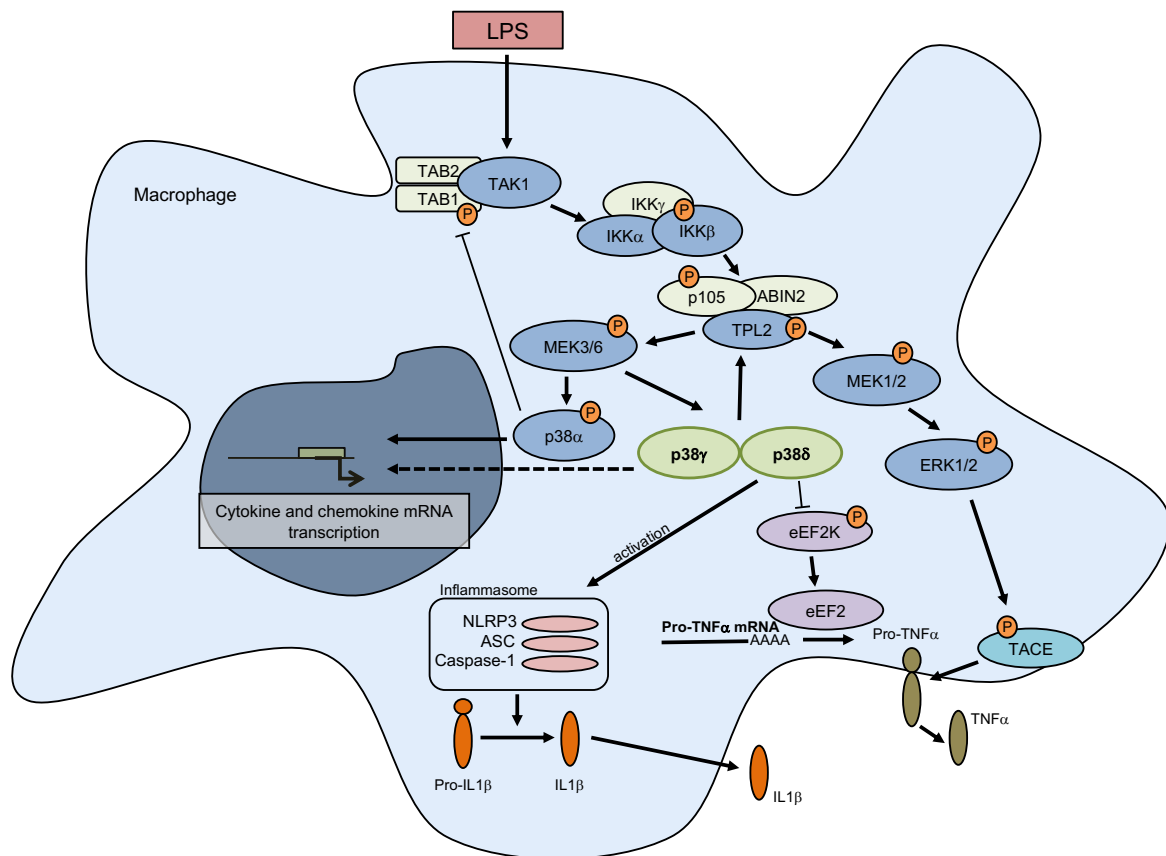 LPS
Macrophage
TAB2
TAB1
TAK1
P
IKKγ
P
IKKα
IKKβ
P
p105
ABIN2
TPL2
P
P
MEK3/6
P
MEK1/2
P
p38α
p38γ
p38δ
P
ERK1/2
Cytokine and chemokine mRNA
transcription
activation
eEF2K
P
eEF2
Inflammasome
NLRP3
ASC
Caspase-1
Pro-TNFα mRNA
AAAA
Pro-TNFα
P
TACE
TNFα
Pro-IL1β
IL1β
IL1β